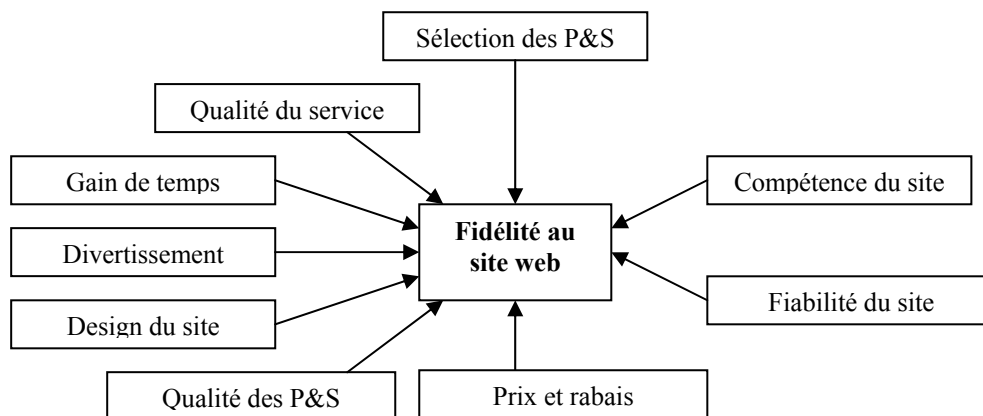 Sélection des P&S
Qualité du service
Gain de temps
Compétence du site
Fidélité au
site web
Divertissement
Fiabilité du site
Design du site
Qualité des P&S
Prix et rabais